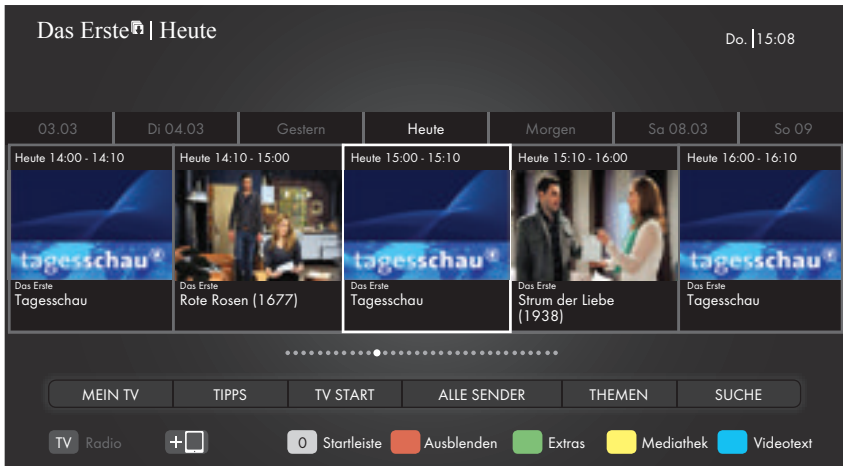 Das Erste | Heute
Do. 15:08
03.03 Di 04.03 Gestern Heute Morgen Sa 08.03 So 09
Heute 14:00 - 14:10 Heute 14:10 - 15:00 Heute 15:00 - 15:10 Heute 15:10 - 16:00 Heute 16:00 - 16:10
tagesschau tagesschau tagesschau
Das Erste Das Erste Das Erste Das Erste Das Erste
Tagesschau Rote Rosen (1677) Tagesschau Strum der Liebe Tagesschau
(1938)
MEIN TV TIPPS TV START ALLE SENDER THEMEN SUCHE
TV Radio + 0 Startleiste Ausblenden Extras Mediathek Videotext